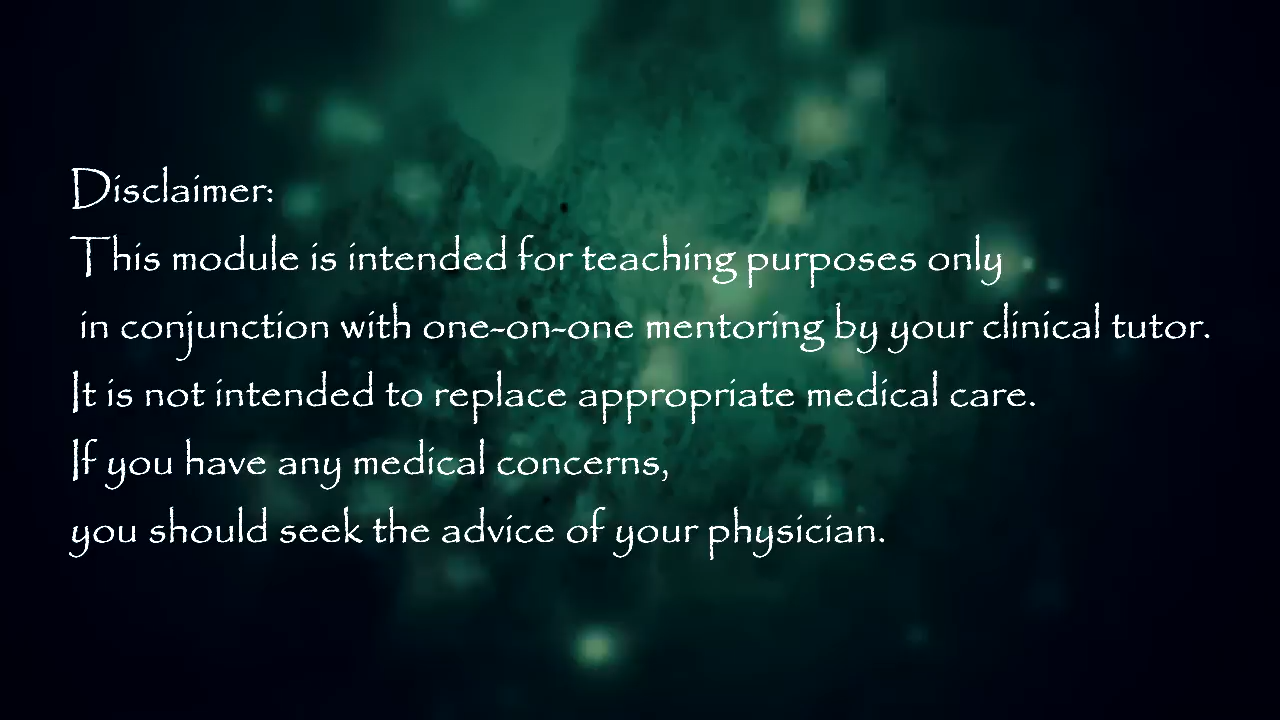 Disclaimer:
This module is intended for teaching purposes only
in conjunction with one-on-one mentoring by your clinical tutor.
It is not intended to replace appropriate medical care.
If you have any medical concerns,
you should seek the advice of your physician.